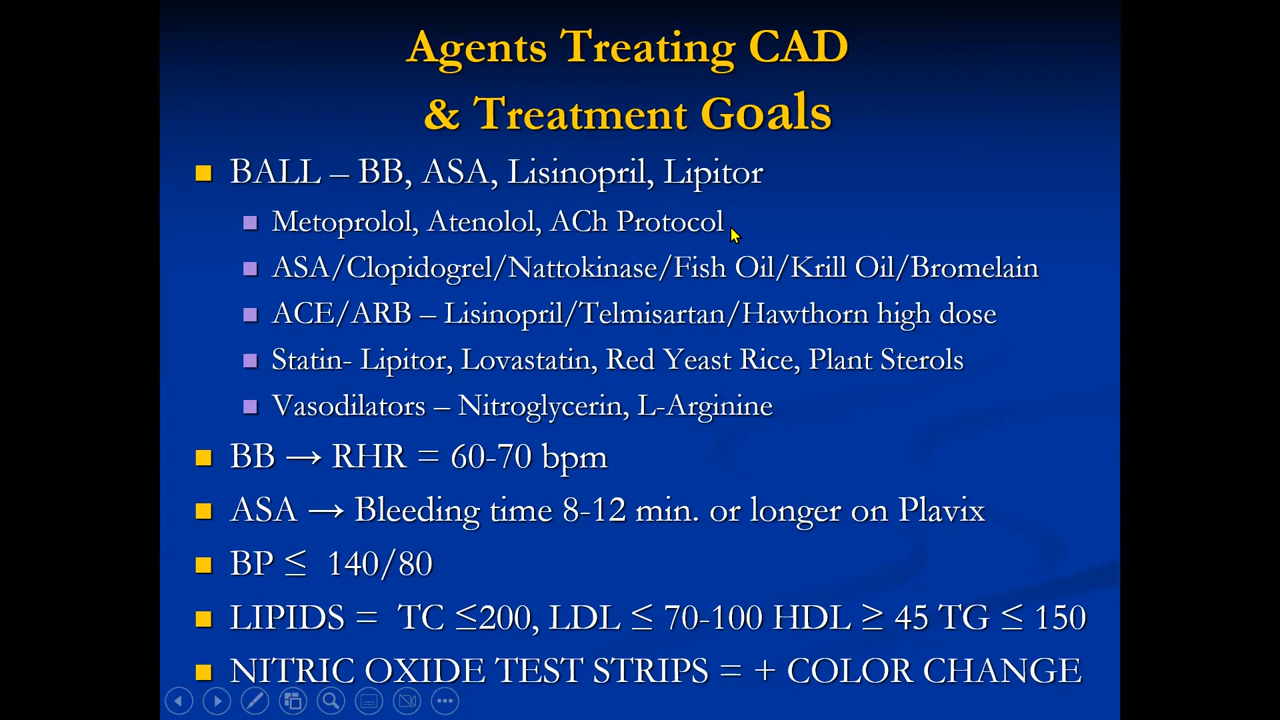 Agents Treating CAD
& Treatment Goals
BALL – BB, ASA, Lisinopril, Lipitor
Metoprolol, Atenolol, ACh Protocol
ASA/Clopidogrel/Nattokinase/Fish Oil/Krill Oil/Bromelain
ACE/ARB – Lisinopril/Telmisartan/Hawthorn high dose
Statin- Lipitor, Lovastatin, Red Yeast Rice, Plant Sterols
Vasodilators – Nitroglycerin, L-Arginine
BB → RHR = 60-70 bpm
ASA → Bleeding time 8-12 min. or longer on Plavix
BP ≤ 140/80
LIPIDS = TC ≤200, LDL ≤ 70-100 HDL ≥ 45 TG ≤ 150
NITRIC OXIDE TEST STRIPS = + COLOR CHANGE